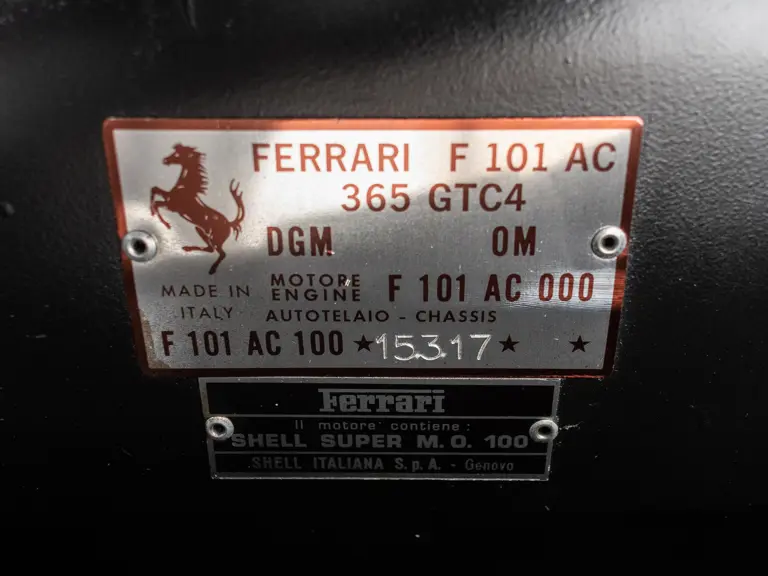 FERRARI F 101 AC
365 GTC4
DGM OM
MADE IN ITALY
MOTORE ENGINE F 101 AC 000
AUTOTELAIO - CHASSIS
F 101 AC 100 ★15317★ ★
Ferrari
Il motore contiene:
SHELL SUPER M. O. 100
SHELL ITALIANA S.p.A. - Genova